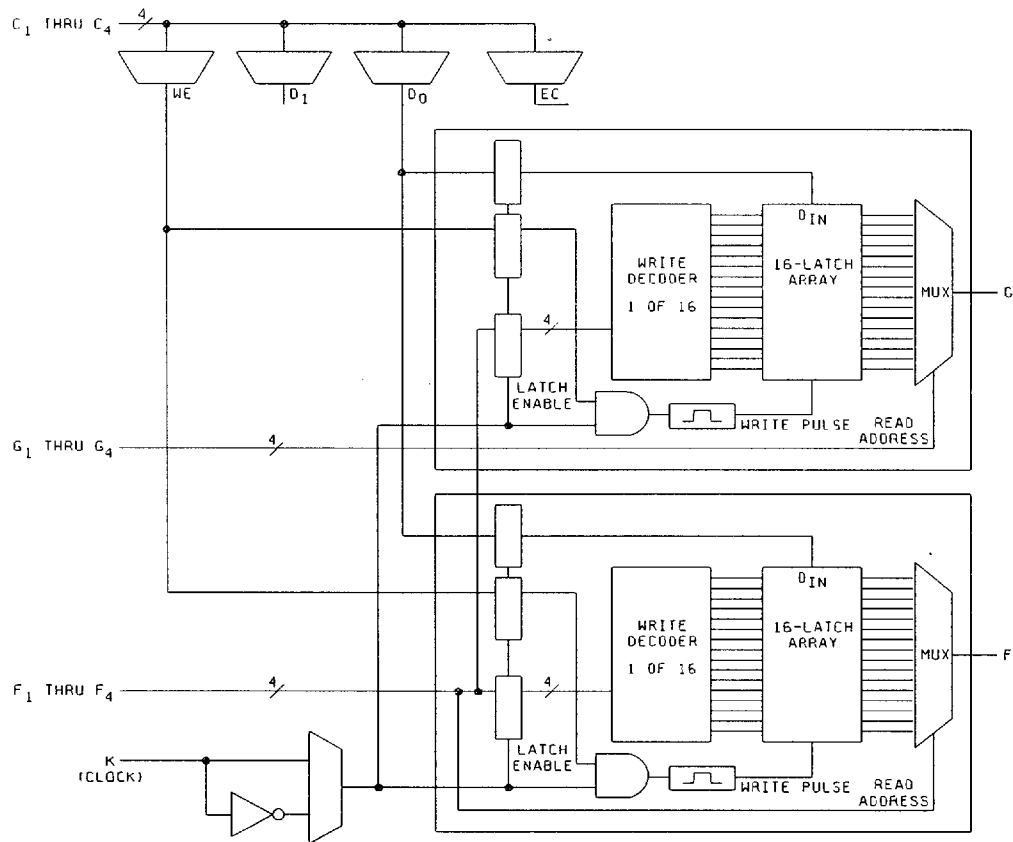 C1 THRU C4
4
WE
D1
D0
EC
DIN
WRITE
DECODER
1 OF 16
16-LATCH
ARRAY
MUX
G
4
LATCH
ENABLE
WRITE PULSE
READ
ADDRESS
G1 THRU G4
4
DIN
WRITE
DECODER
1 OF 16
16-LATCH
ARRAY
MUX
F
F1 THRU F4
4
4
LATCH
ENABLE
K
(CLOCK)
WRITE PULSE
READ
ADDRESS